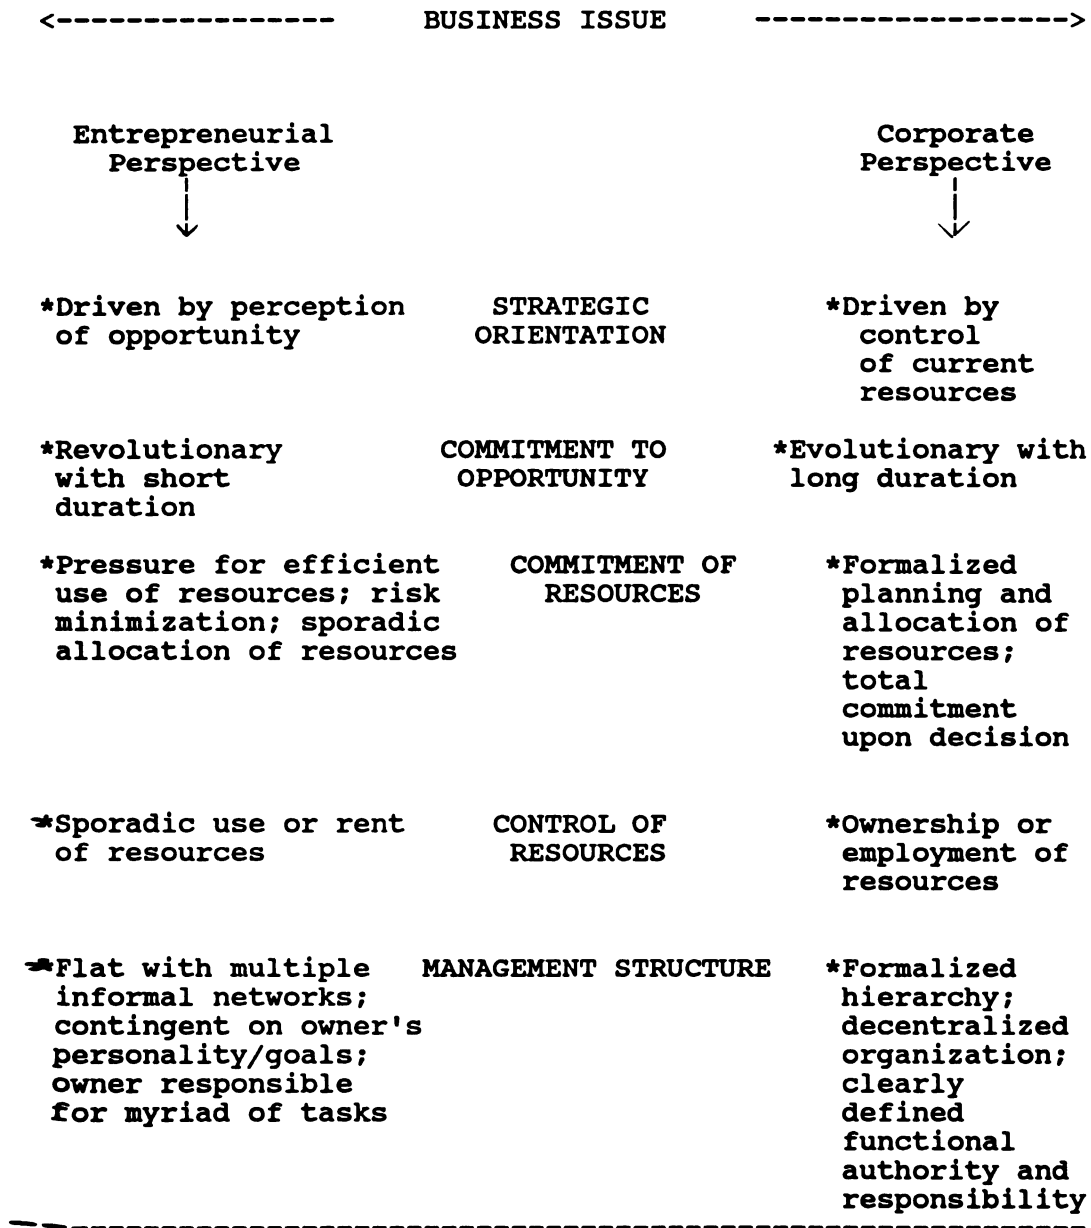 <---------------- BUSINESS ISSUE ------------------>
Entrepreneurial
Perspective
Corporate
Perspective
*Driven by perception
of opportunity
STRATEGIC
ORIENTATION
*Driven by
control
of current
resources
*Revolutionary
with short
duration
COMMITMENT TO
OPPORTUNITY
*Evolutionary with
long duration
*Pressure for efficient
use of resources; risk
minimization; sporadic
allocation of resources
COMMITMENT OF
RESOURCES
*Formalized
planning and
allocation of
resources;
total
commitment
upon decision
*Sporadic use or rent
of resources
CONTROL OF
RESOURCES
*Ownership or
employment of
resources
*Flat with multiple
informal networks;
contingent on owner's
personality/goals;
owner responsible
for myriad of tasks
MANAGEMENT STRUCTURE
*Formalized
hierarchy;
decentralized
organization;
clearly
defined
functional
authority and
responsibility